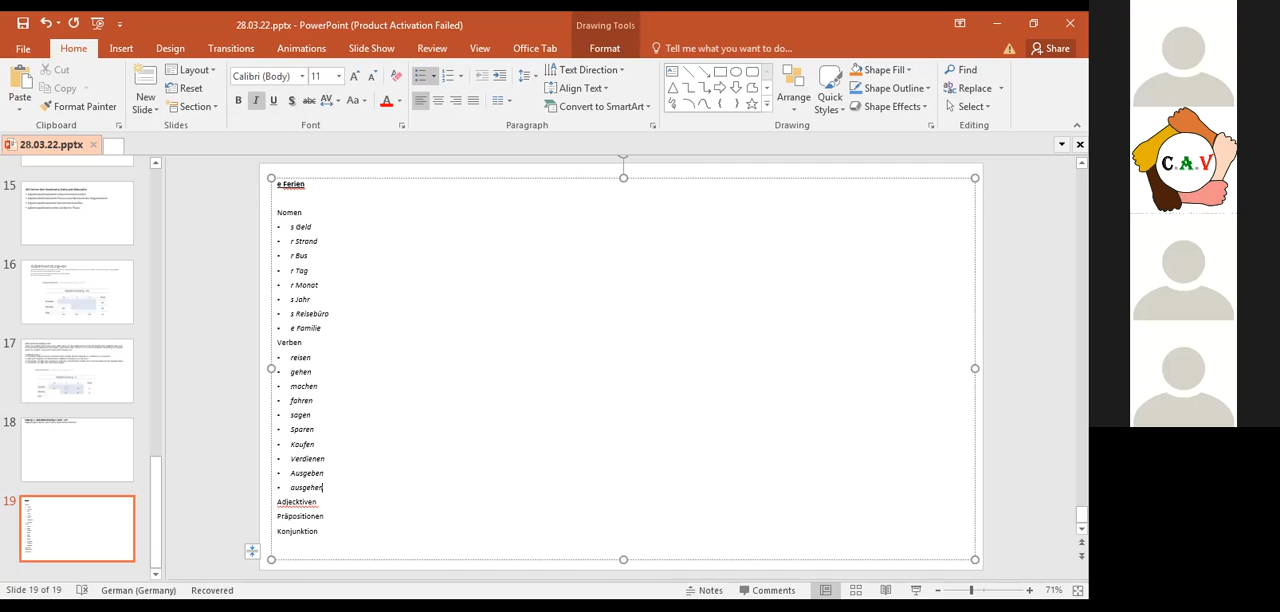 28.03.22.pptx - PowerPoint (Product Activation Failed)
Drawing Tools
File Home Insert Design Transitions Animations Slide Show Review View Office Tab Format Tell me what you want to do... Share
Paste
Cut
Copy
Format Painter
Clipboard
New Slide
Layout
Reset
Section
Slides
Calibri (Body) 11
B I U S abc AV Aa A
Font
Text Direction
Align Text
Convert to SmartArt
Paragraph
Arrange
Quick Styles
Shape Fill
Shape Outline
Shape Effects
Drawing
Find
Replace
Select
Editing
28.03.22.pptx
15
16
17
18
19
e Ferien
Nomen
• s Geld
• r Strand
• r Bus
• r Tag
• r Monat
• s Jahr
• s Reisebüro
• e Familie
Verben
• reisen
• gehen
• machen
• fahren
• sagen
• Sparen
• Kaufen
• Verdienen
• Ausgeben
• ausgehen
Adjecktiven
Präpositionen
Konjunktion
C.A.V
Slide 19 of 19 German (Germany) Recovered Notes Comments 71%